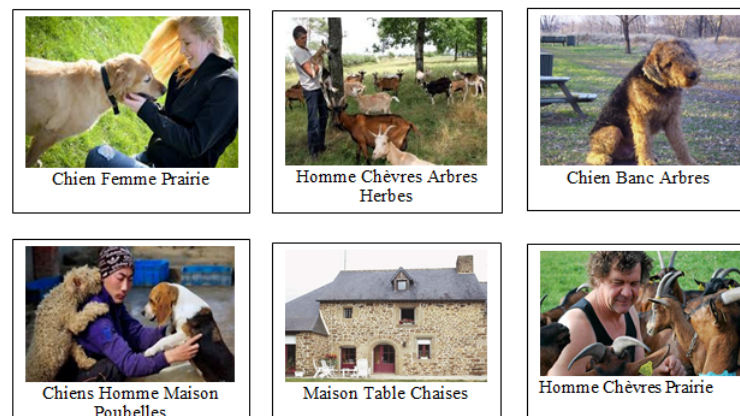 Chien Femme Prairie
Homme Chèvres Arbres
Herbes
Chien Banc Arbres
Chiens Homme Maison
Poubelles
Maison Table Chaises
Homme Chèvres Prairie